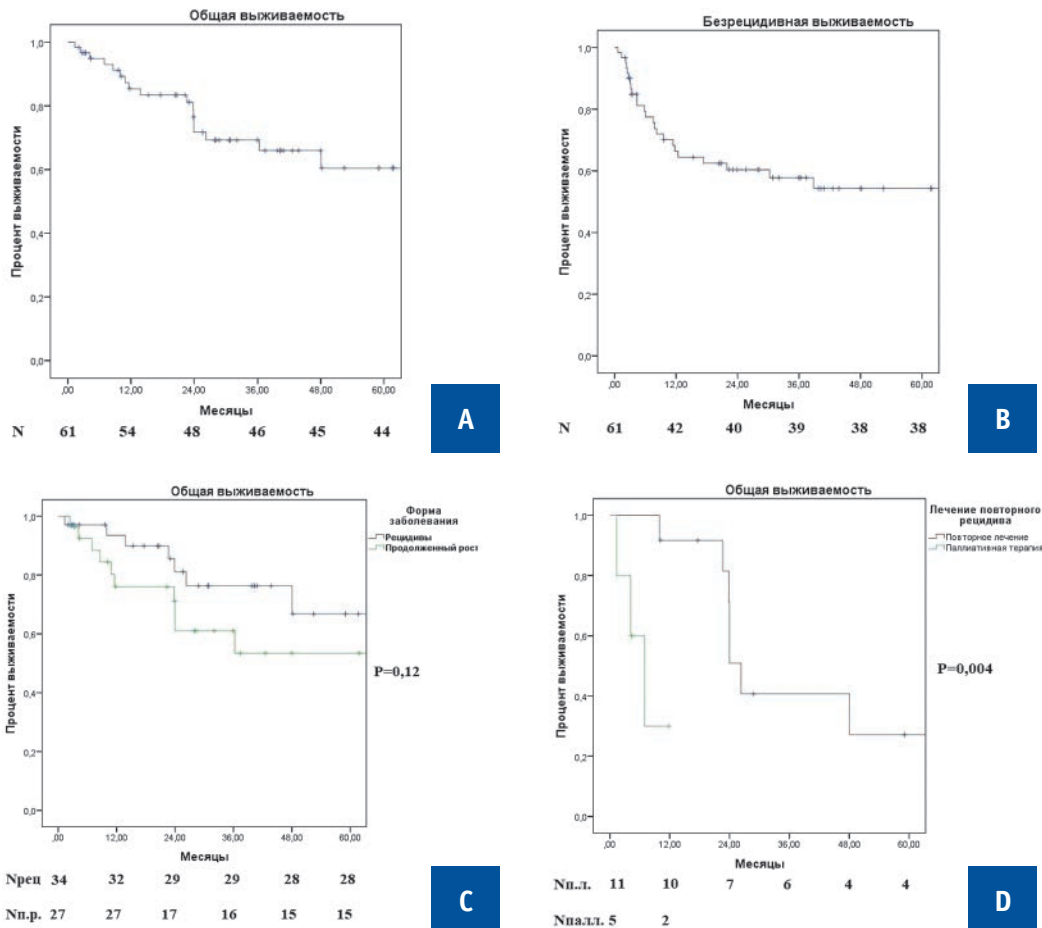 Общая выживаемость
Процент выживаемости
1,0
0,8
0,6
0,4
0,2
0,0
,00 12,00 24,00 36,00 48,00 60,00
Месяцы
N 61 54 48 46 45 44
A
Безрецидивная выживаемость
Процент выживаемости
1,0
0,8
0,6
0,4
0,2
0,0
,00 12,00 24,00 36,00 48,00 60,00
Месяцы
N 61 42 40 39 38 38
B
Общая выживаемость
Процент выживаемости
1,0
0,8
0,6
0,4
0,2
0,0
,00 12,00 24,00 36,00 48,00 60,00
Месяцы
Форма
заболевания
Рецидивы
Продолженный рост
P=0,12
Nрец 34 32 29 29 28 28
Nп.р. 27 27 17 16 15 15
C
Общая выживаемость
Процент выживаемости
1,0
0,8
0,6
0,4
0,2
0,0
,00 12,00 24,00 36,00 48,00 60,00
Месяцы
Лечение повторного
рецидива
Повторное лечение
Паллиативная терапия
P=0,004
Nп.л. 11 10 7 6 4 4
Nпалл. 5 2
D